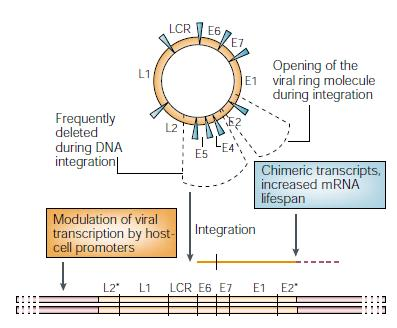 LCR
E6
E7
L1
E1
Opening of the
viral ring molecule
during integration
Frequently
deleted
during DNA
integration
L2
E2
E5
E4
Chimeric transcripts,
increased mRNA
lifespan
Modulation of viral
transcription by host-
cell promoters
Integration
L2* L1 LCR E6 E7 E1 E2*